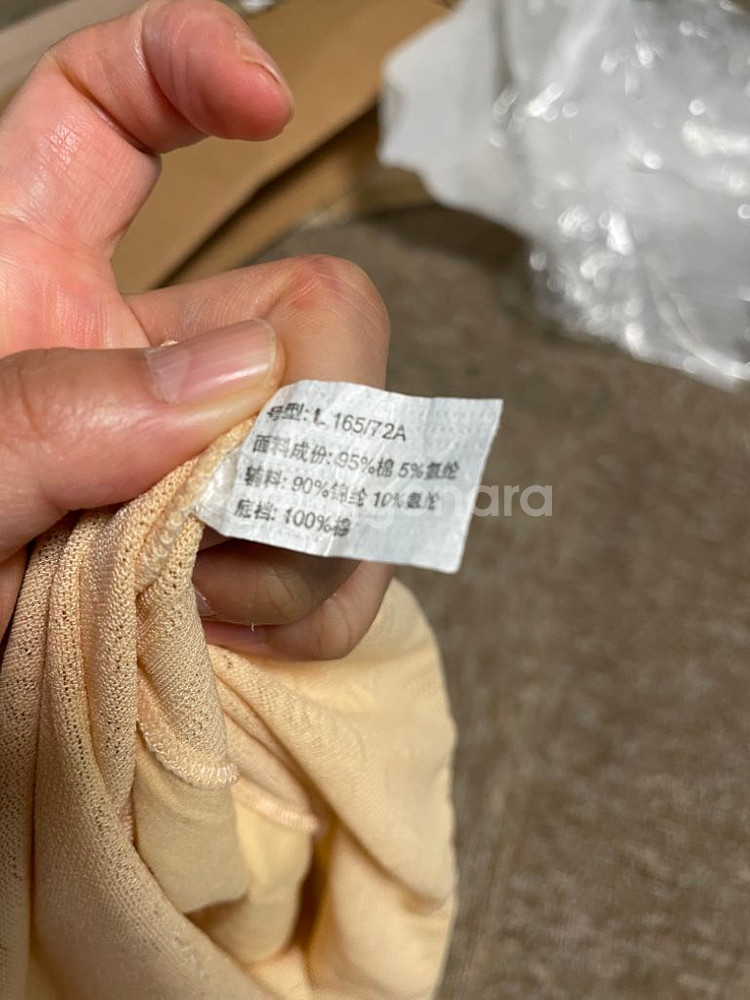 号型: L 165/72A
面料成份: 95%棉 5%氨纶
辅料: 90%锦纶 10%氨纶
底裆: 100%棉